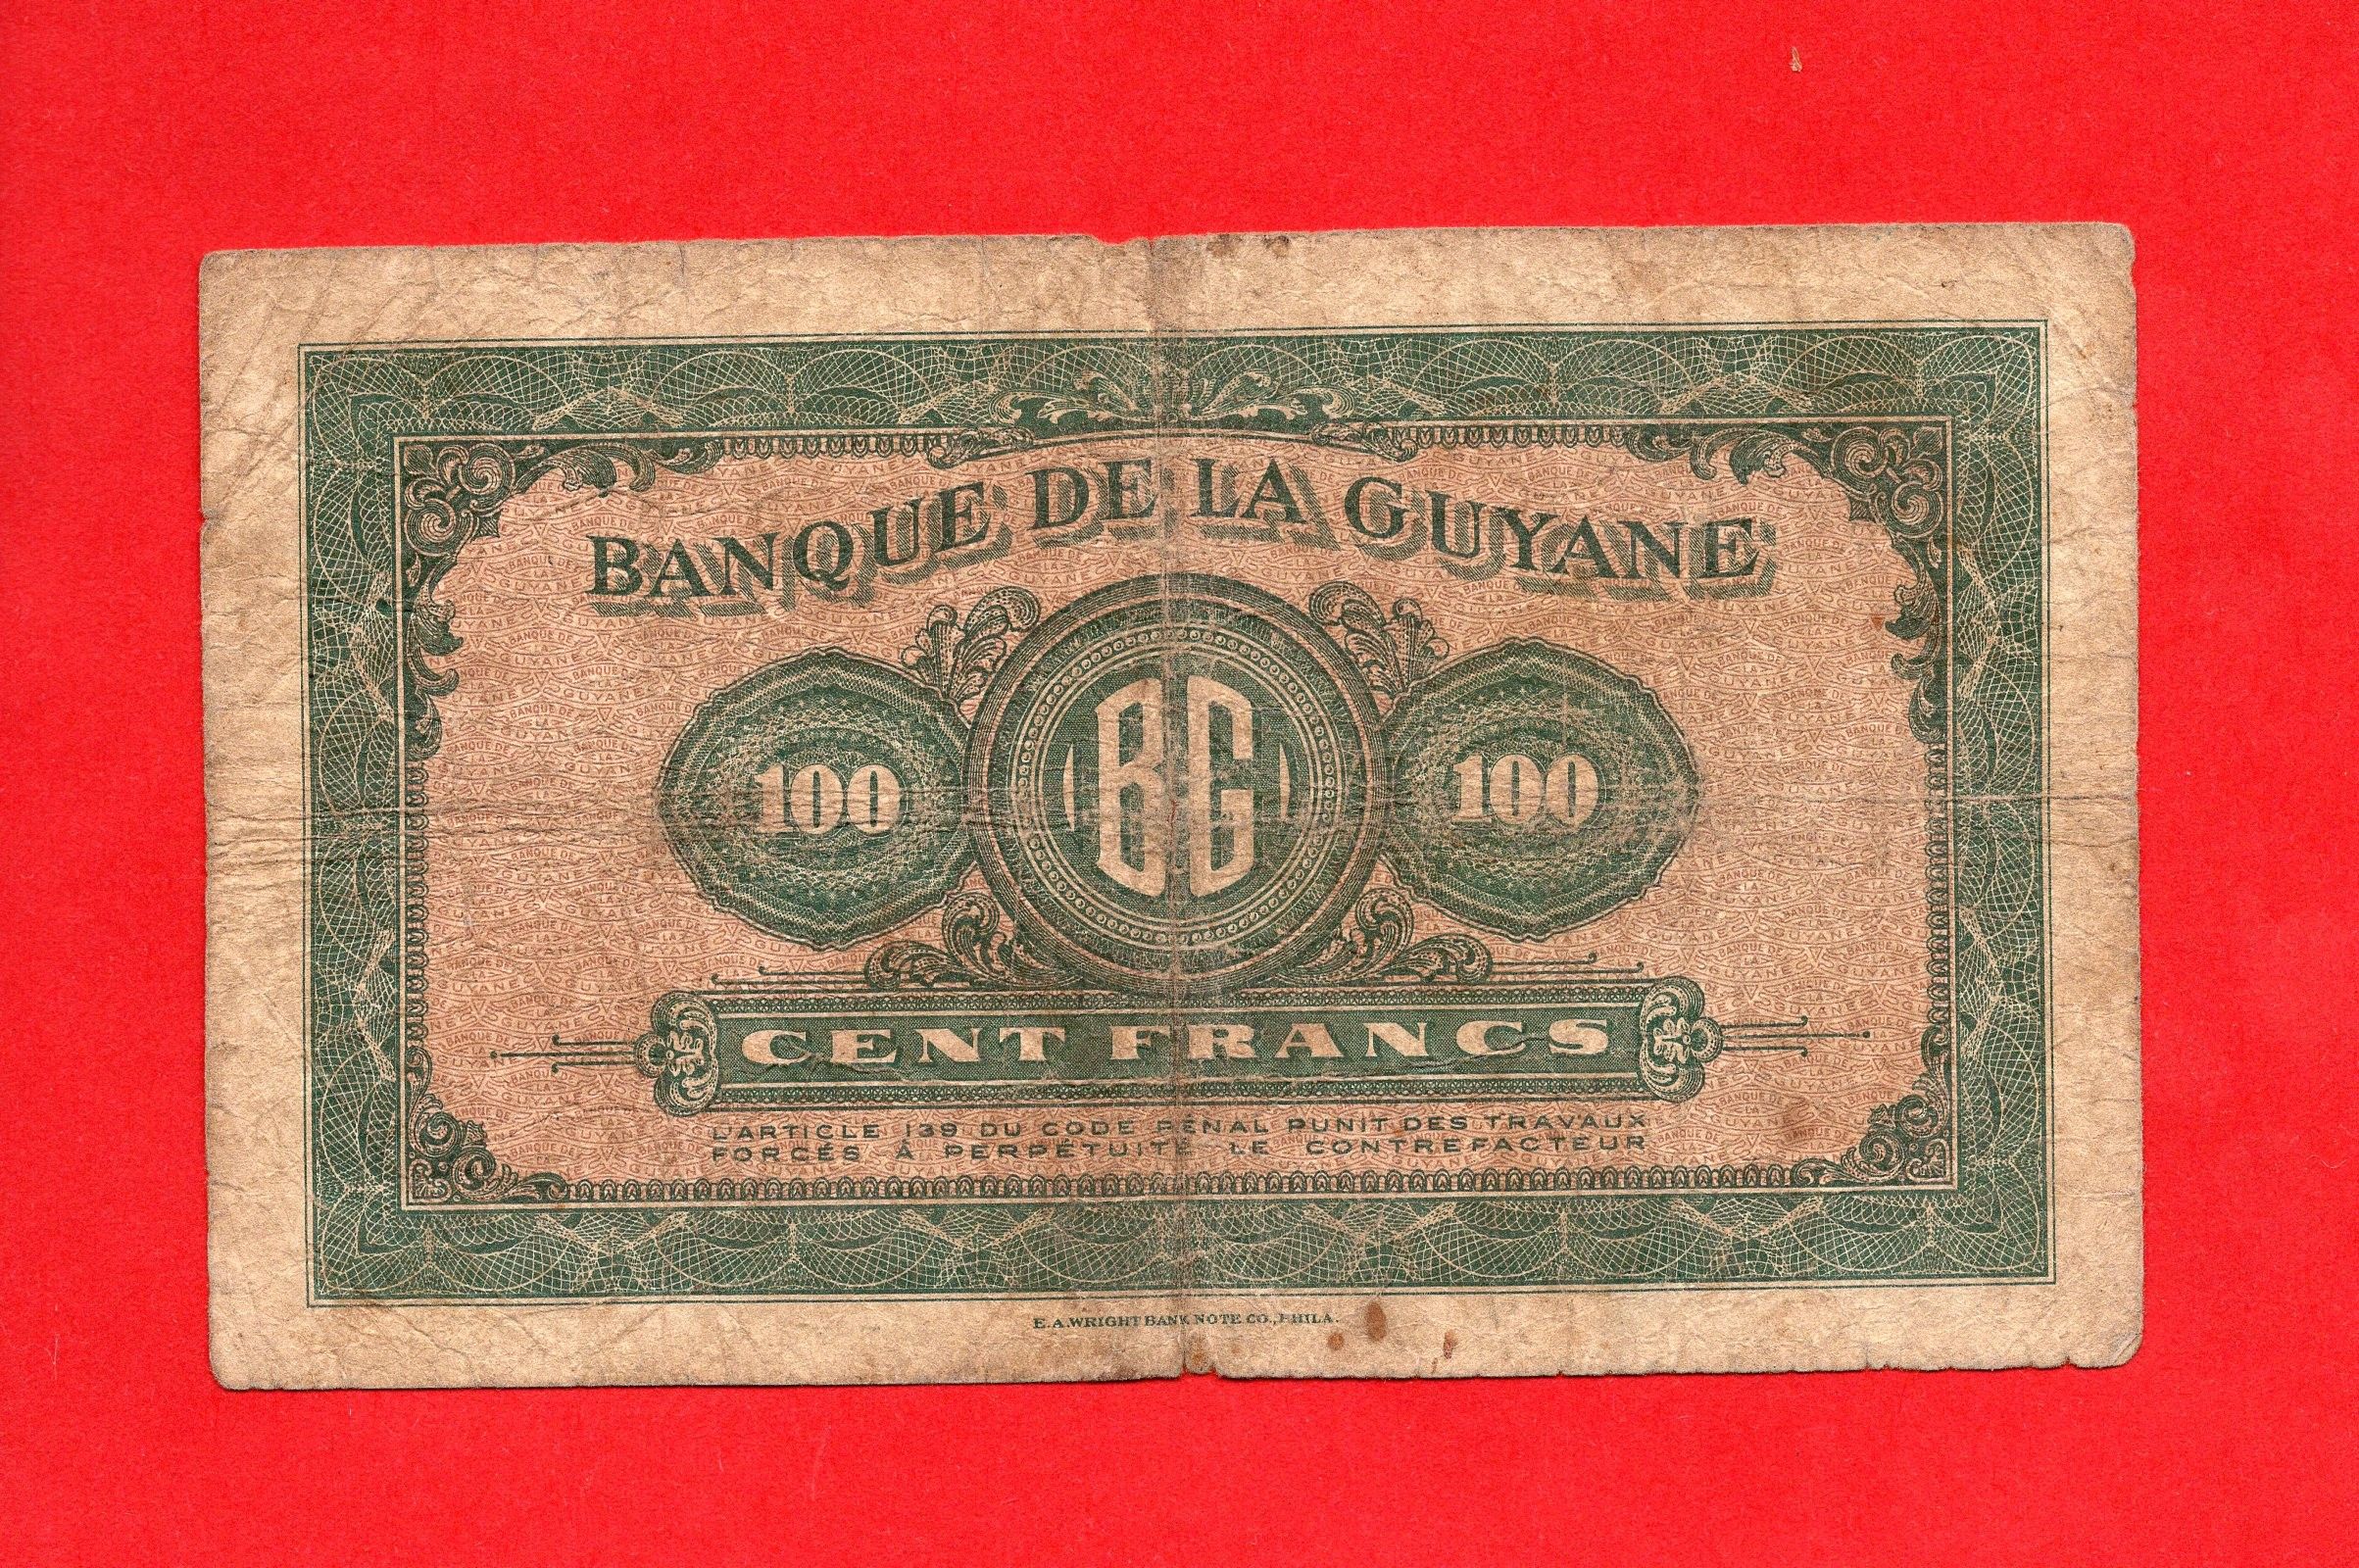 BANQUE DE LA GUYANE
100 BG 100
CENT FRANCS
L'ARTICLE 139 DU CODE PÉNAL PUNIT DES TRAVAUX
FORCÉS À PERPÉTUITÉ LE CONTREFACTEUR
E.A.WRIGHT BANK NOTE CO., PHILA.